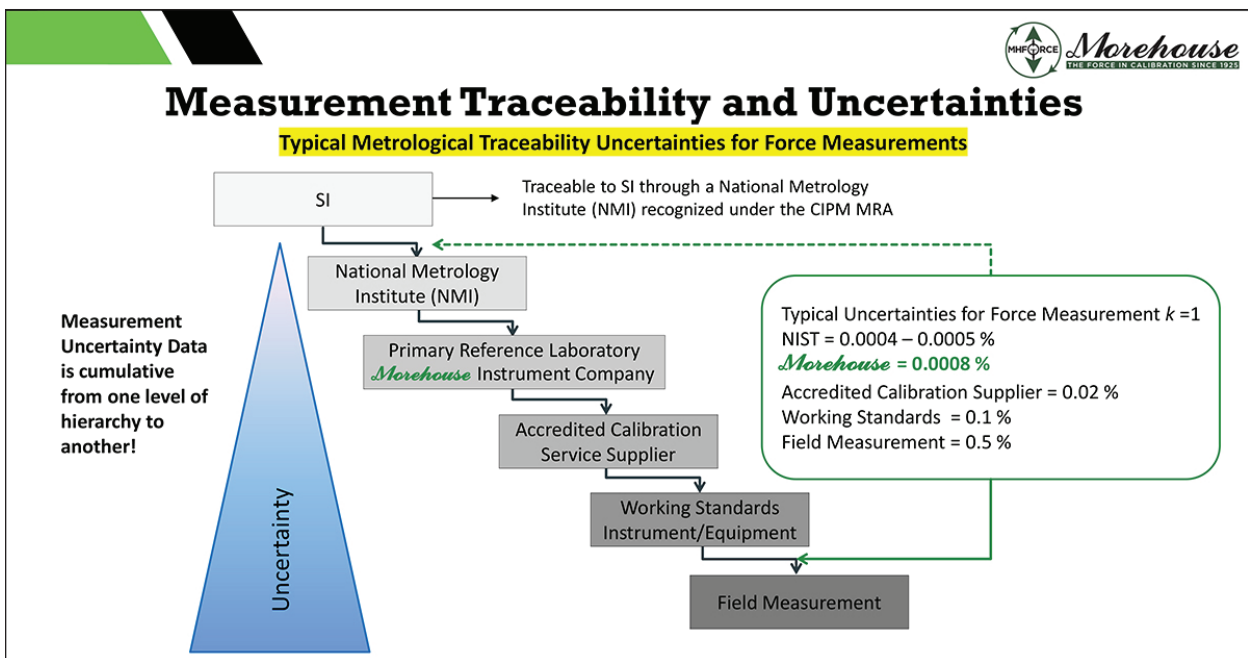 MHFORCE
Morehouse
THE FORCE IN CALIBRATION SINCE 1925
Measurement Traceability and Uncertainties
Typical Metrological Traceability Uncertainties for Force Measurements
SI
Traceable to SI through a National Metrology
Institute (NMI) recognized under the CIPM MRA
National Metrology
Institute (NMI)
Measurement
Uncertainty Data
is cumulative
from one level of
hierarchy to
another!
Primary Reference Laboratory
Morehouse Instrument Company
Accredited Calibration
Service Supplier
Working Standards
Instrument/Equipment
Field Measurement
Uncertainty
Typical Uncertainties for Force Measurement k =1
NIST = 0.0004 – 0.0005 %
Morehouse = 0.0008 %
Accredited Calibration Supplier = 0.02 %
Working Standards = 0.1 %
Field Measurement = 0.5 %